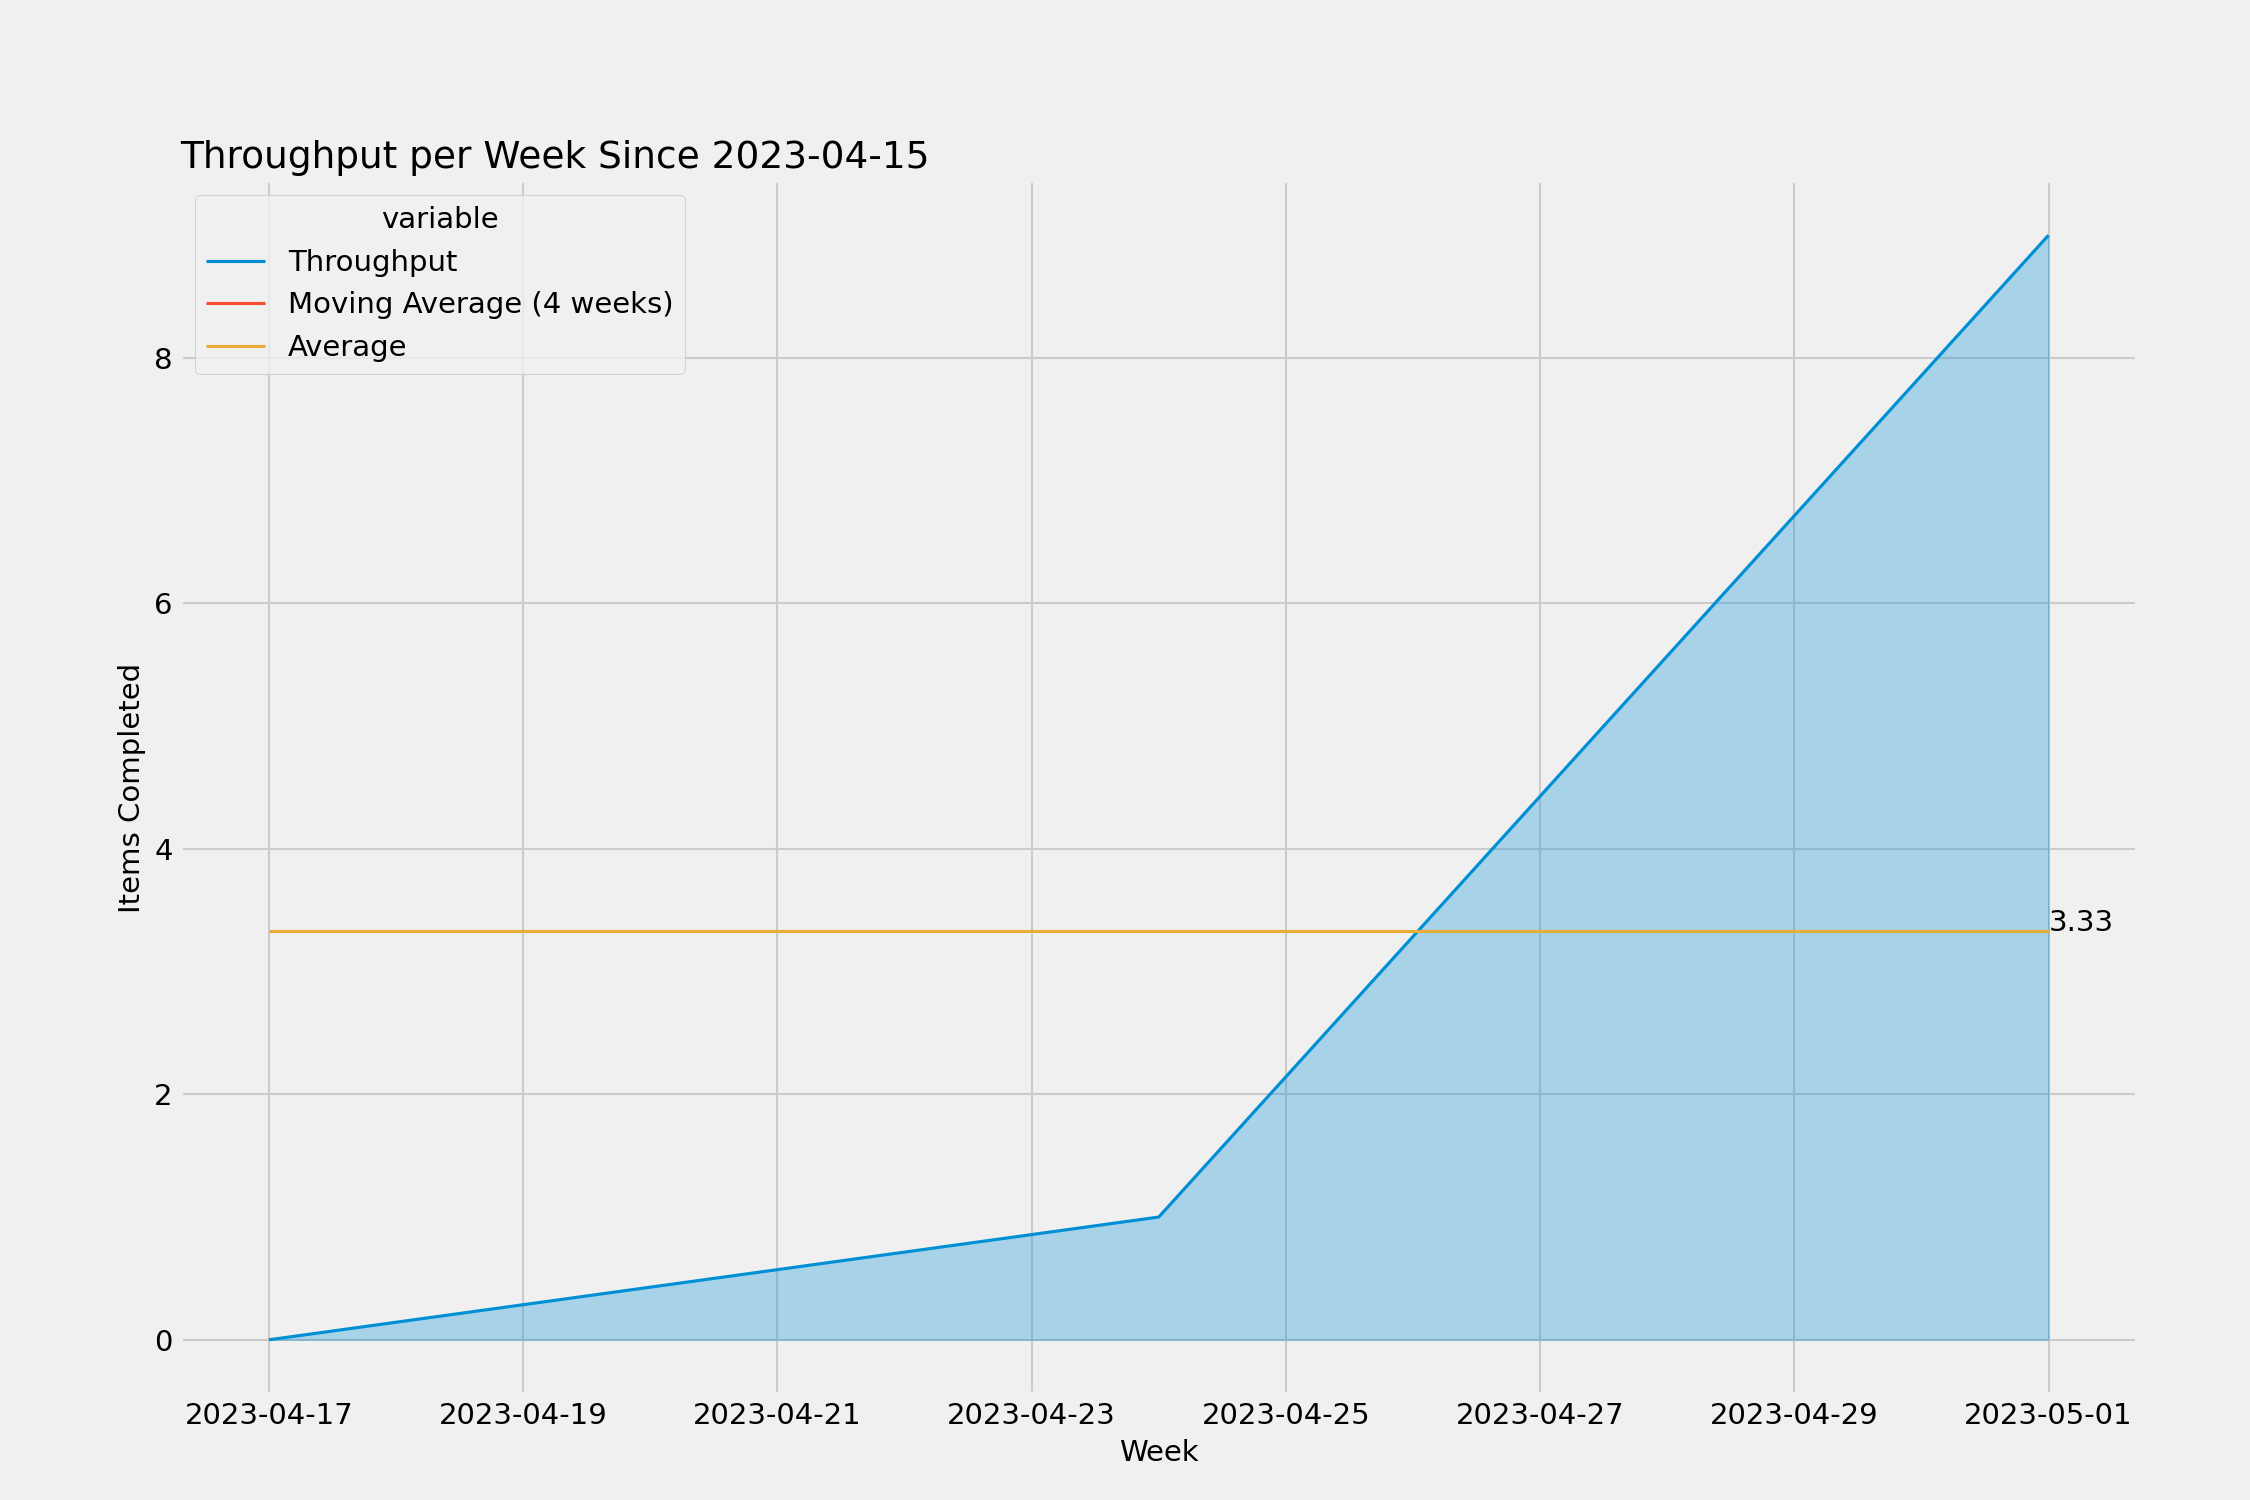 Throughput per Week Since 2023-04-15
variable
Throughput
Moving Average (4 weeks)
Average
8
6
4
2
0
Items Completed
3.33
2023-04-17 2023-04-19 2023-04-21 2023-04-23 2023-04-25 2023-04-27 2023-04-29 2023-05-01
Week